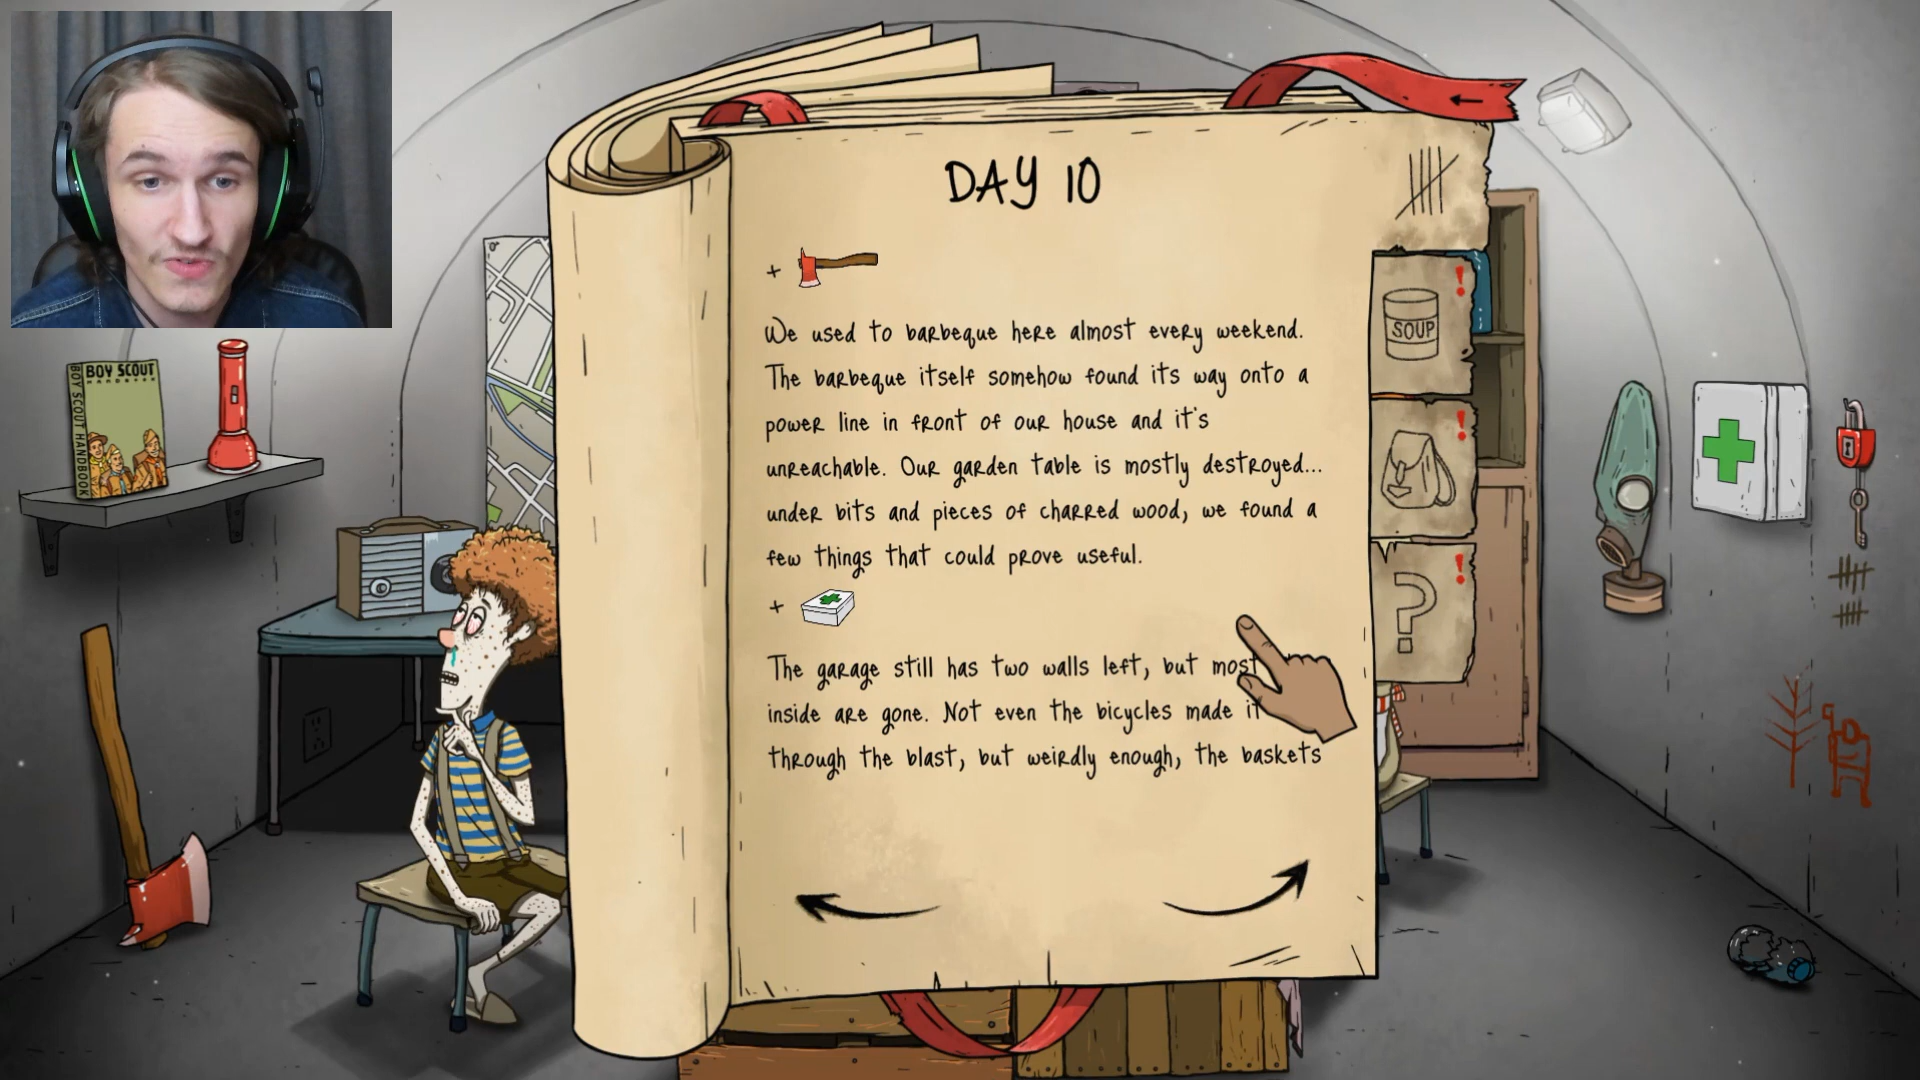 DAY 10
+
We used to barbeque here almost every weekend.
The barbeque itself somehow found its way onto a
power line in front of our house and it's
unreachable. Our garden table is mostly destroyed...
under bits and pieces of charred wood, we found a
few things that could prove useful.
+
The garage still has two walls left, but most
inside are gone. Not even the bicycles made it
through the blast, but weirdly enough, the baskets
!
SOUP
!
!
?
BOY SCOUT
HANDBOOK
BOY SCOUT HANDBOOK